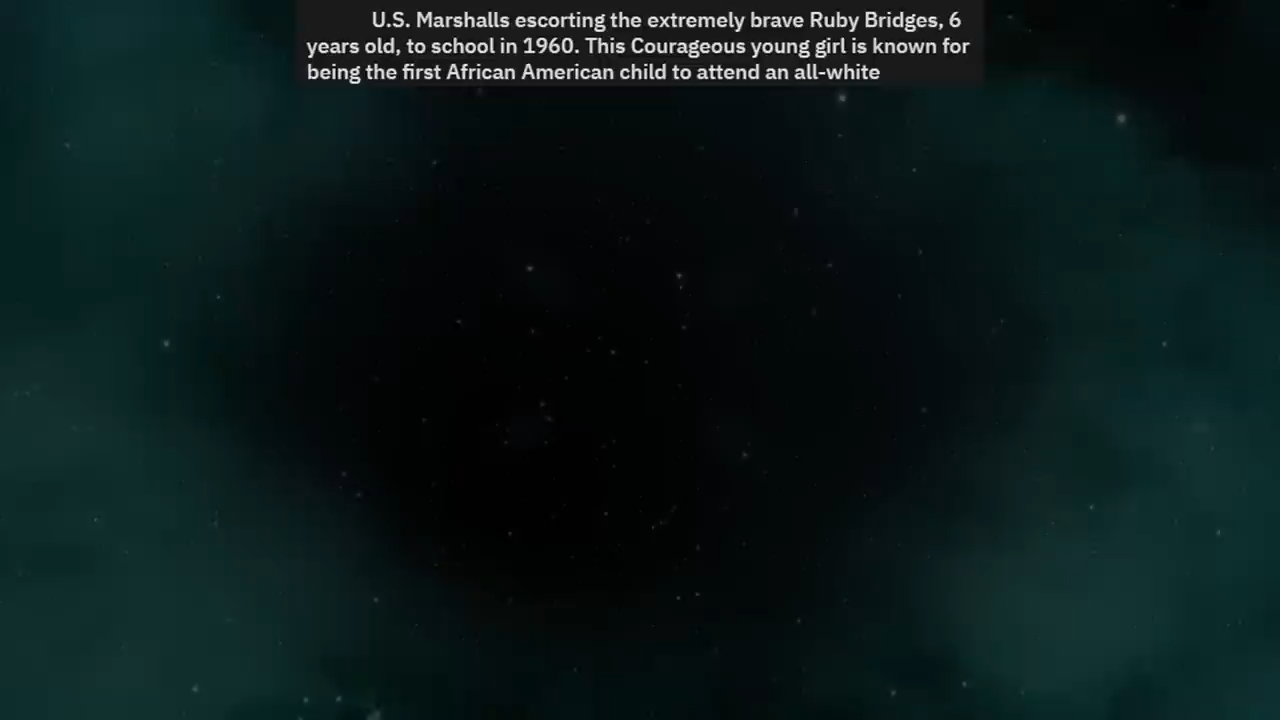 U.S. Marshalls escorting the extremely brave Ruby Bridges, 6
years old, to school in 1960. This Courageous young girl is known for
being the first African American child to attend an all-white